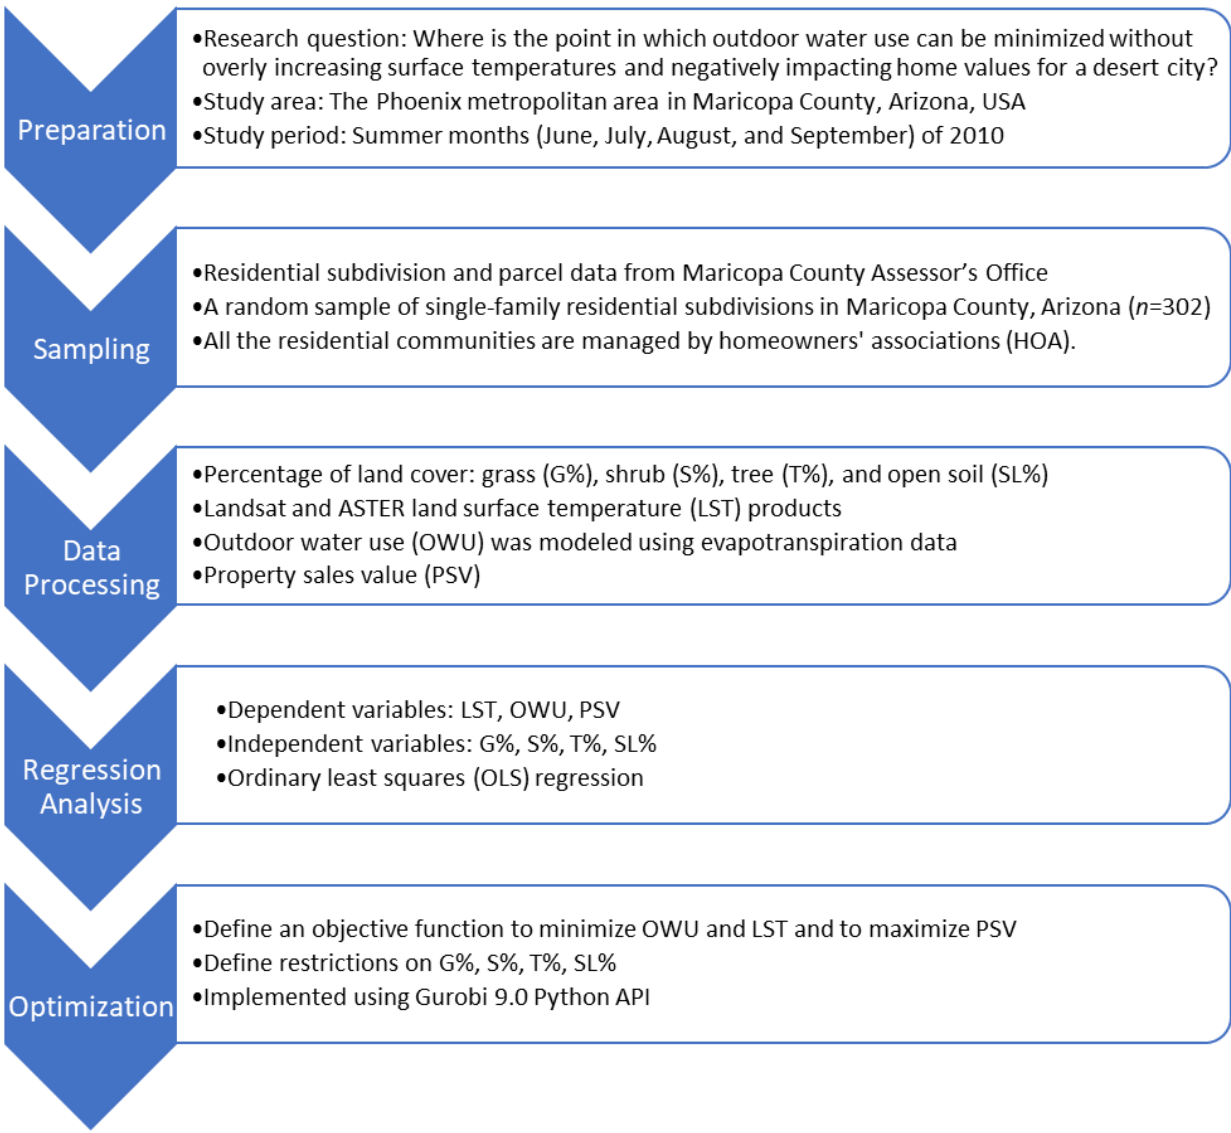 Preparation
•Research question: Where is the point in which outdoor water use can be minimized without
overly increasing surface temperatures and negatively impacting home values for a desert city?
•Study area: The Phoenix metropolitan area in Maricopa County, Arizona, USA
•Study period: Summer months (June, July, August, and September) of 2010
Sampling
•Residential subdivision and parcel data from Maricopa County Assessor's Office
•A random sample of single-family residential subdivisions in Maricopa County, Arizona (n=302)
•All the residential communities are managed by homeowners' associations (HOA).
Data
Processing
•Percentage of land cover: grass (G%), shrub (S%), tree (T%), and open soil (SL%)
•Landsat and ASTER land surface temperature (LST) products
•Outdoor water use (OWU) was modeled using evapotranspiration data
•Property sales value (PSV)
Regression
Analysis
•Dependent variables: LST, OWU, PSV
•Independent variables: G%, S%, T%, SL%
•Ordinary least squares (OLS) regression
Optimization
•Define an objective function to minimize OWU and LST and to maximize PSV
•Define restrictions on G%, S%, T%, SL%
•Implemented using Gurobi 9.0 Python API